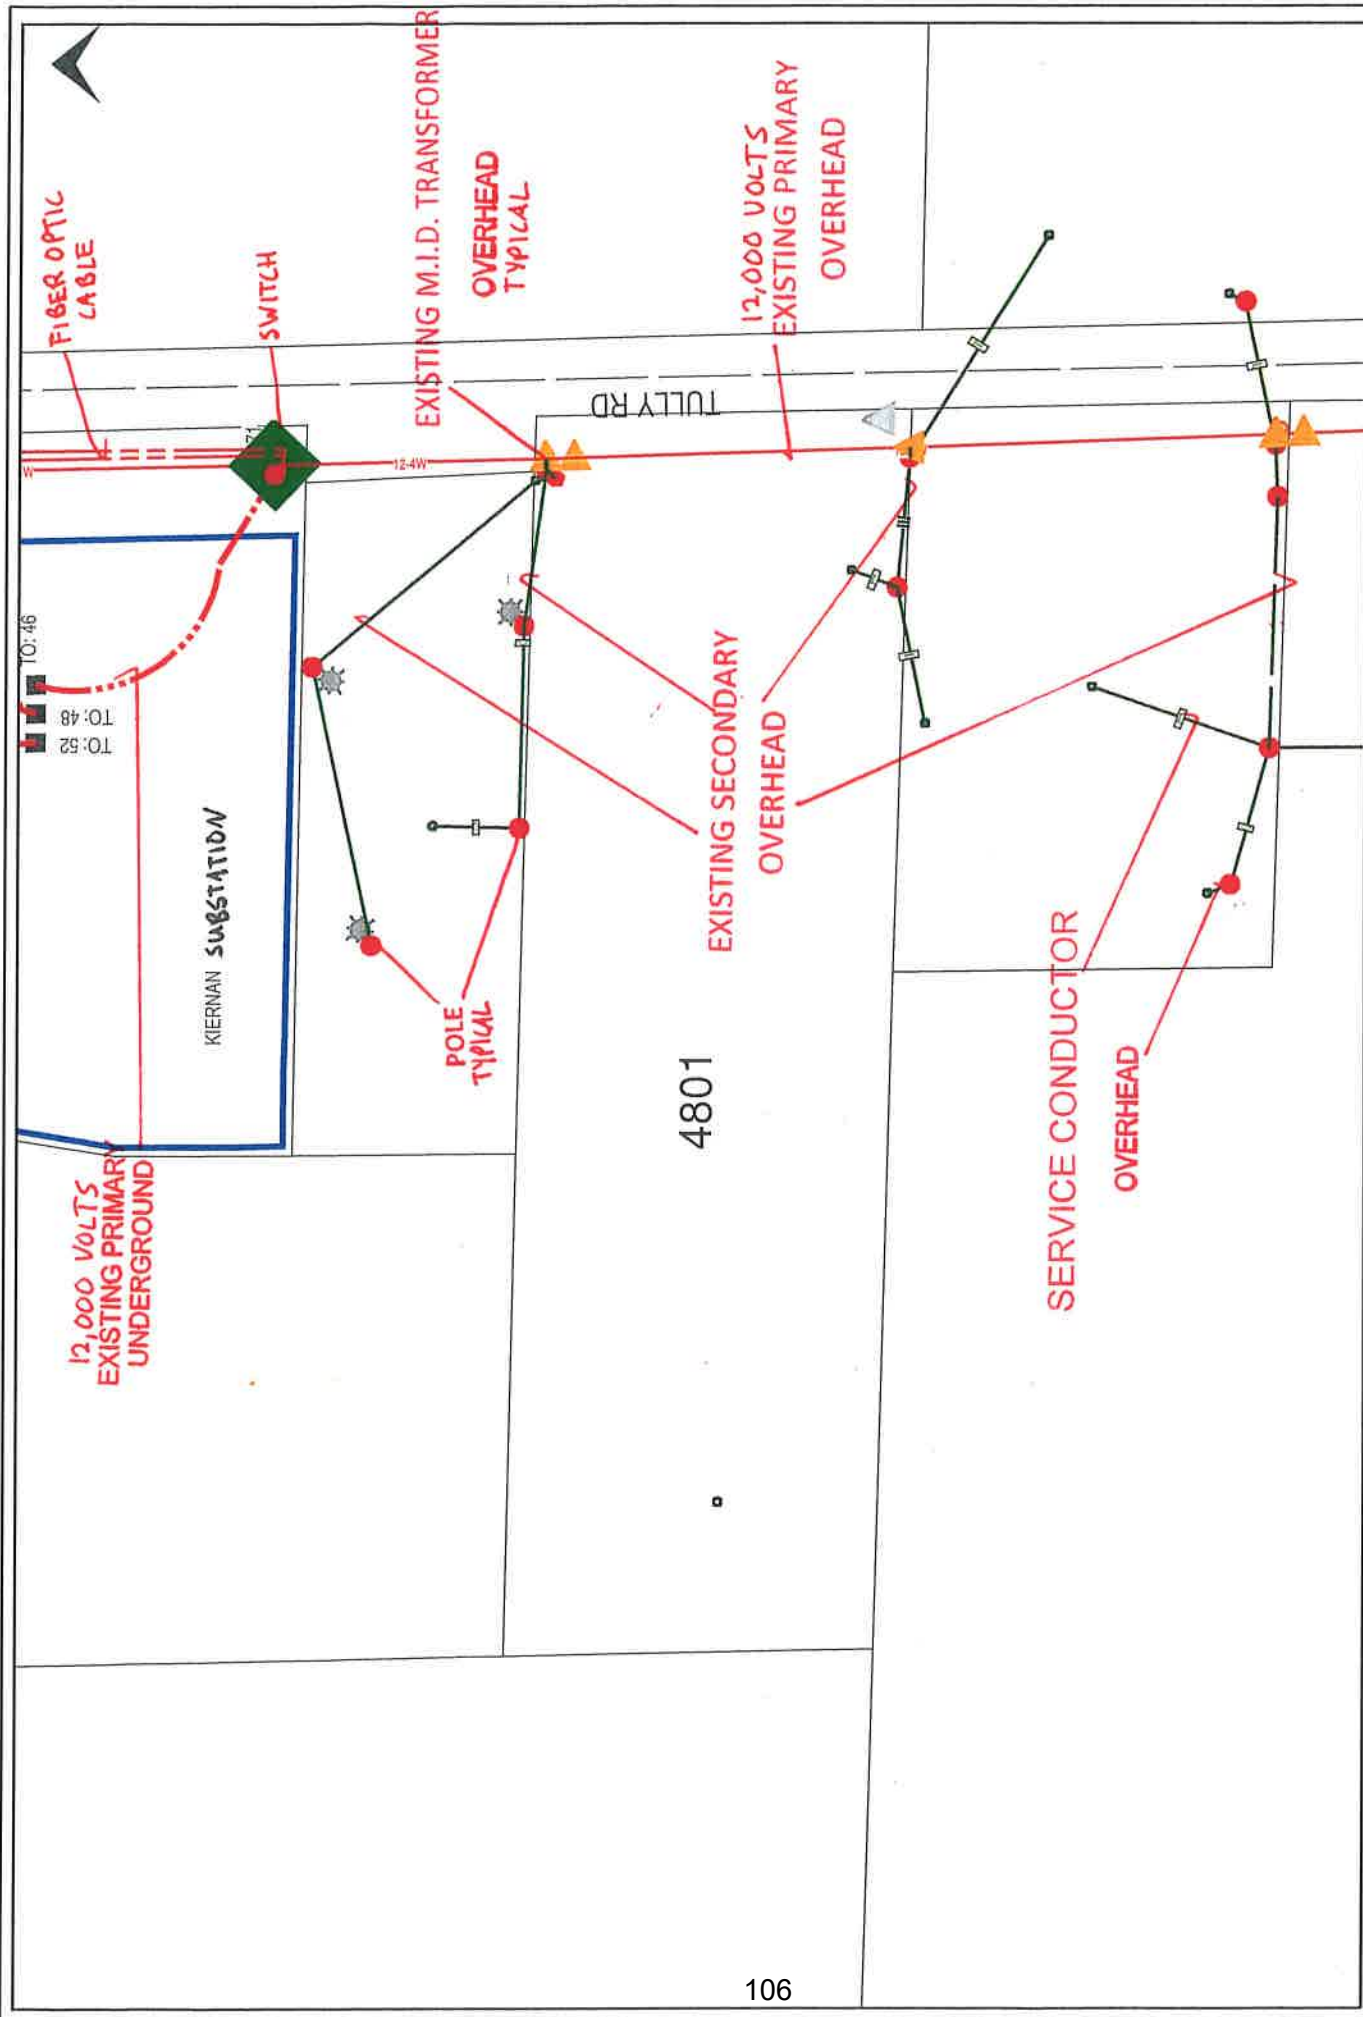 FIBER OPTIC
LABLE
SWITCH
EXISTING M.I.D. TRANSFORMER
OVERHEAD
TYPICAL
12,000 VOLTS
EXISTING PRIMARY
OVERHEAD
TULLY RD
12-4W
W
TO: 46
TO: 48
TO: 52
KIERNAN SUBSTATION
POLE
TYPICAL
EXISTING SECONDARY
OVERHEAD
12,000 VOLTS
EXISTING PRIMARY
UNDERGROUND
4801
SERVICE CONDUCTOR
OVERHEAD
106